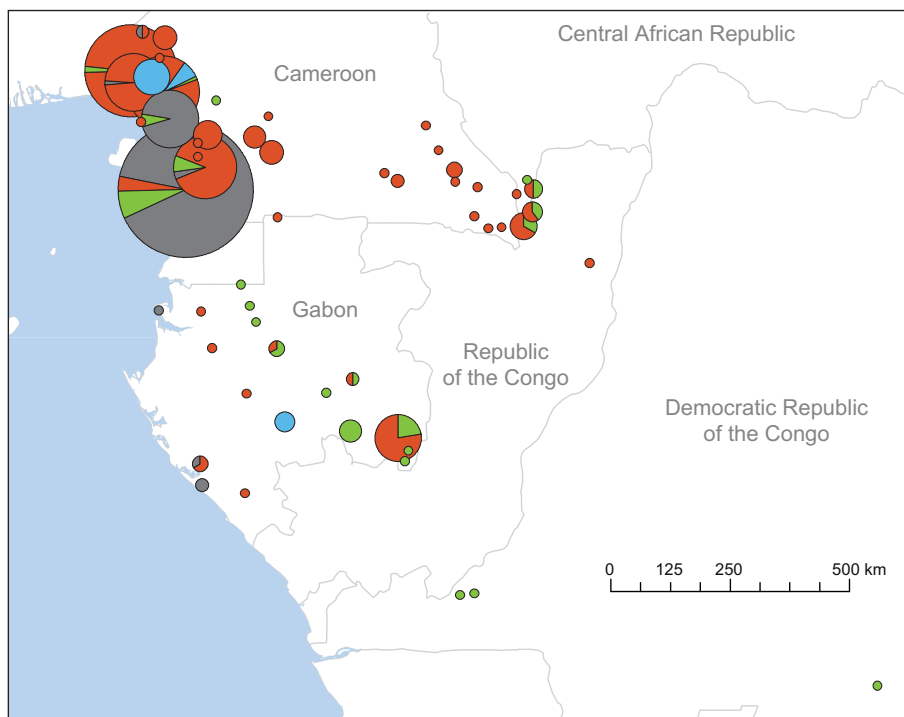 Central African Republic
Cameroon
Gabon
Republic
of the Congo
Democratic Republic
of the Congo
0 125 250 500 km